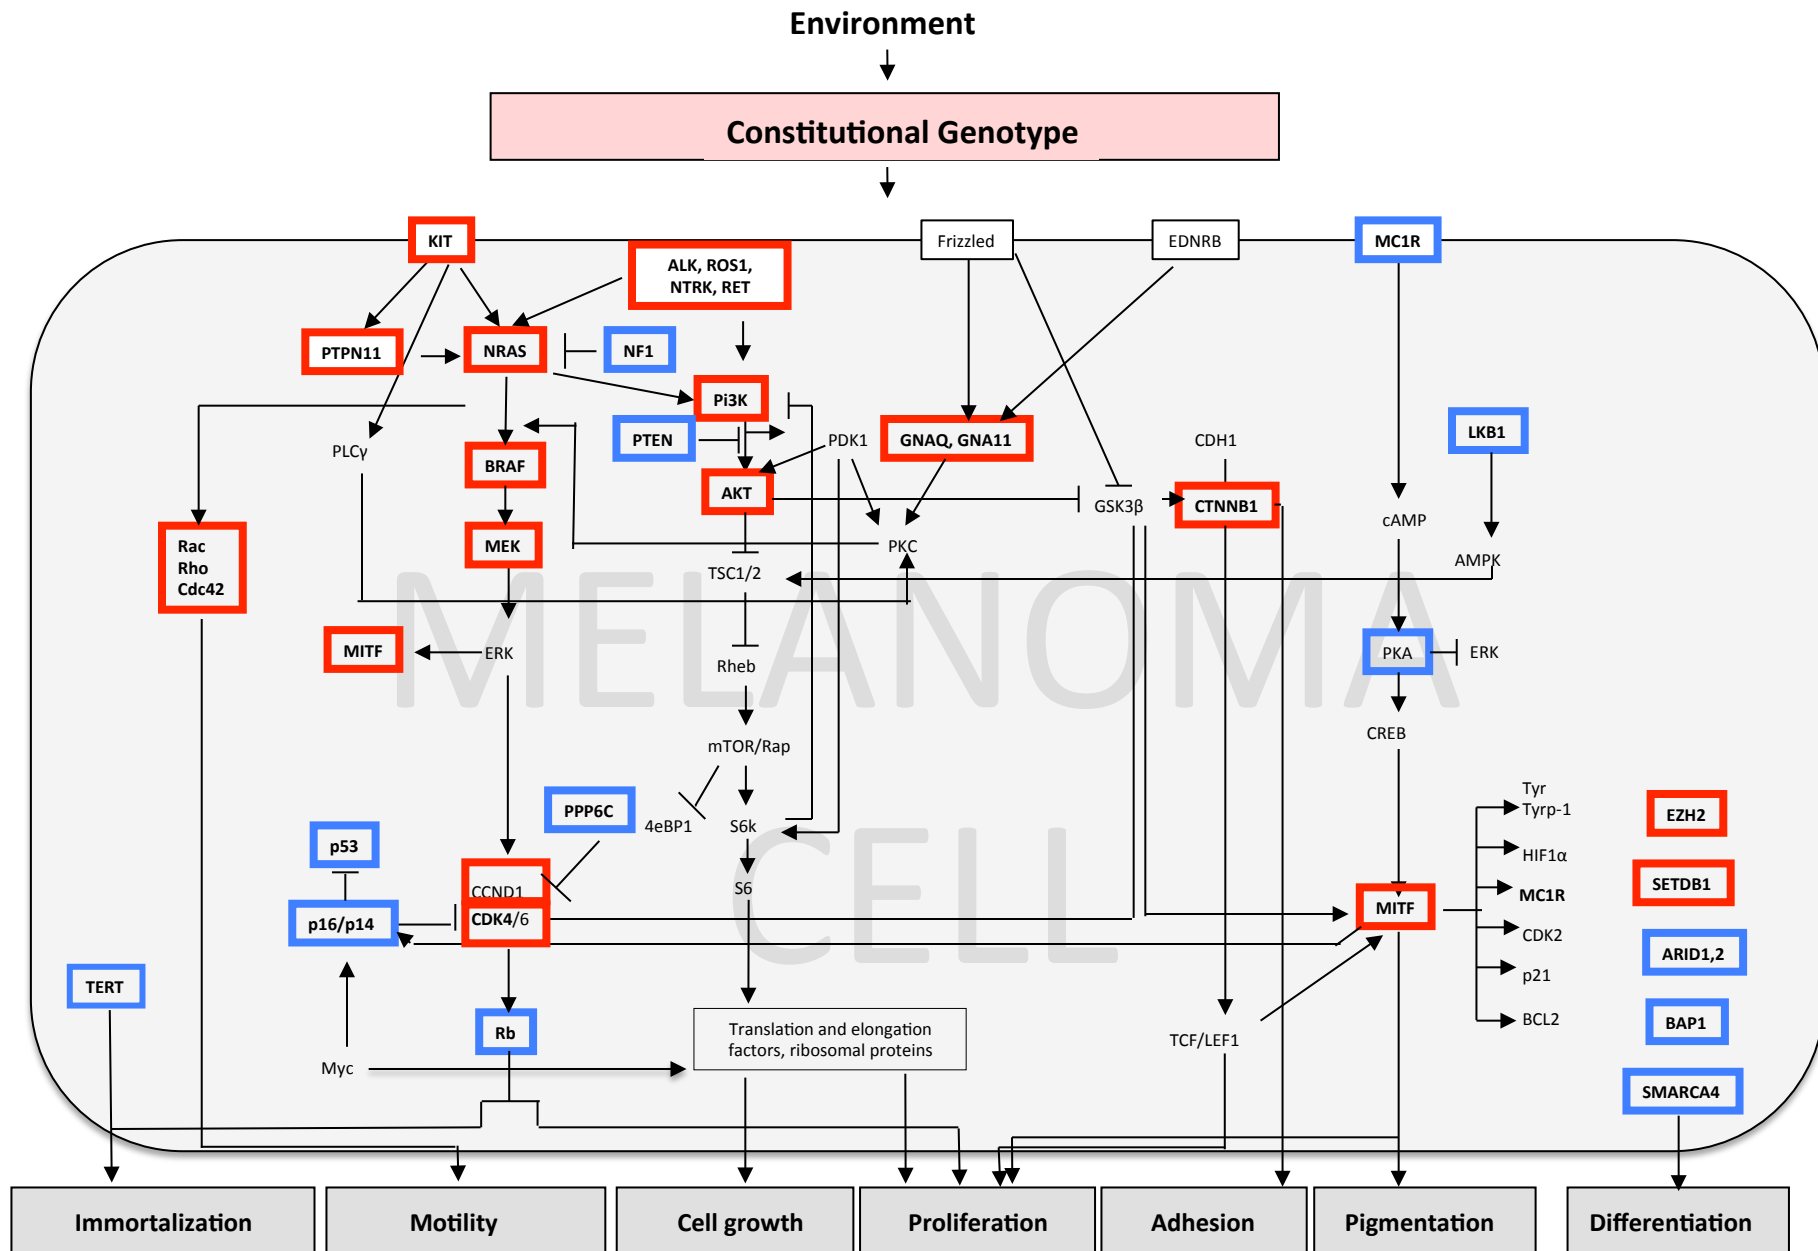 Environment
Constitutional Genotype
KIT
Frizzled
EDNRB
MC1R
ALK, ROS1,
NTRK, RET
PTPN11
NRAS
NF1
Pi3K
PTEN
PDK1
GNAQ, GNA11
CDH1
LKB1
PLCγ
BRAF
AKT
GSK3β
CTNNB1
cAMP
Rac
Rho
Cdc42
MEK
PKC
TSC1/2
AMPK
MELANOMA
CELL
MITF
ERK
Rheb
PKA
ERK
mTOR/Rap
CREB
PPP6C
4eBP1
S6k
Tyr
Tyrp-1
EZH2
p53
HIF1α
CCND1
S6
MC1R
SETDB1
p16/p14
CDK4/6
MITF
CDK2
ARID1,2
p21
TERT
Rb
Translation and elongation
factors, ribosomal proteins
TCF/LEF1
BCL2
BAP1
Myc
SMARCA4
Immortalization
Motility
Cell growth
Proliferation
Adhesion
Pigmentation
Differentiation